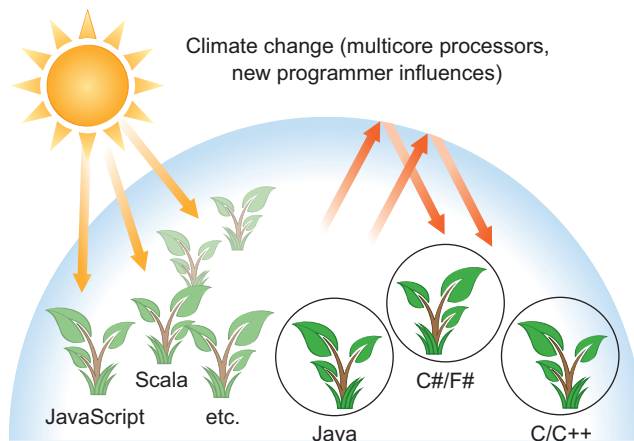 Climate change (multicore processors,
new programmer influences)
Scala
C#/F#
JavaScript
etc.
Java
C/C++